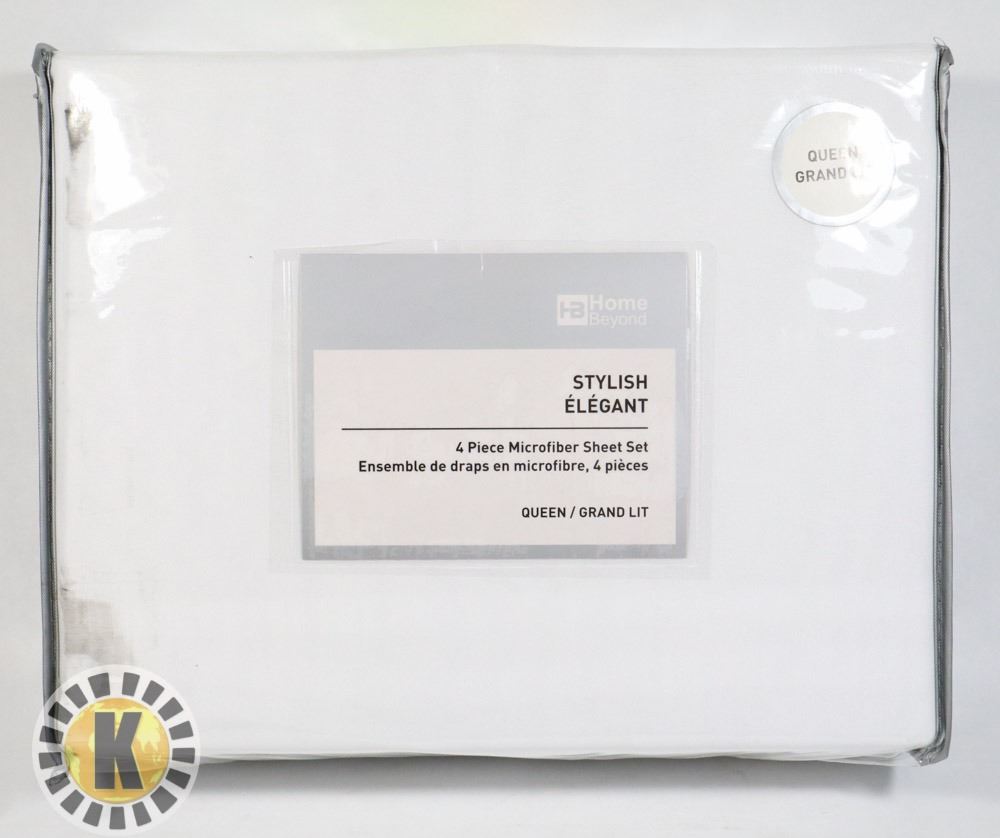 QUEEN
GRAND
HB Home
Beyond
STYLISH
ÉLÉGANT
4 Piece Microfiber Sheet Set
Ensemble de draps en microfibre, 4 pièces
QUEEN / GRAND LIT
K